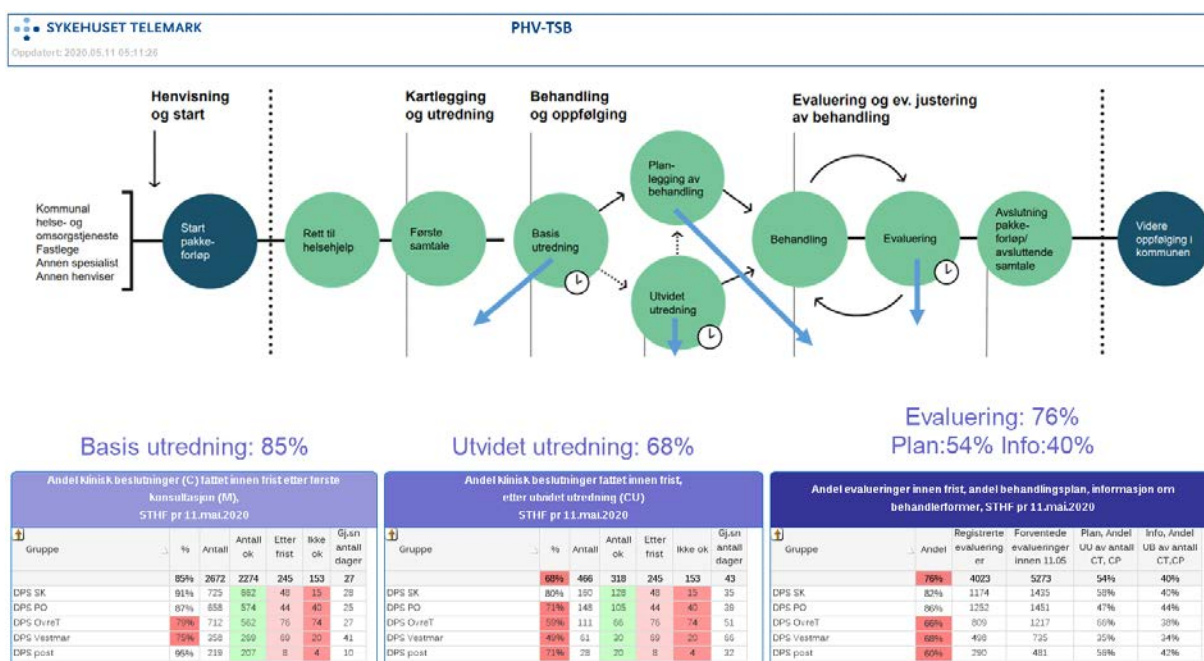 SYKEHUSET TELEMARK
PHV-TSB
Oppdatert: 2020.05.11 05:11:26
Henvisning
og start
Kartlegging
og utredning
Behandling
og oppfølging
Evaluering og ev. justering
av behandling
Kommunal
helse- og
omsorgstjeneste
Fastlege
Annen spesialist
Annen henviser
Start
pakke-
forløp
Rett til
helsehjelp
Første
samtale
Basis
utredning
Plan-
legging av
behandling
Utvidet
utredning
Behandling
Evaluering
Avslutning
pakke-
forløp/
avsluttende
samtale
Videre
oppfølging i
kommunen
Basis utredning: 85%
Andel klinisk beslutninger (C) fattet innen frist etter første
konsultasjon (M),
STHF pr 11.mai.2020
Gruppe % Antall Antall ok Etter frist Ikke ok Gj.sn antall dager
85% 2672 2274 245 153 27
DPS SK 91% 725 662 48 15 28
DPS PO 87% 658 574 44 40 25
DPS ØvreT 79% 712 562 76 74 27
DPS Vestmar 75% 358 269 69 20 41
DPS post 95% 219 207 8 4 10
Utvidet utredning: 68%
Andel klinisk beslutninger fattet innen frist,
etter utvidet utredning (CU)
STHF pr 11.mai.2020
Gruppe % Antall Antall ok Etter frist Ikke ok Gj.sn antall dager
68% 466 318 245 153 43
DPS SK 80% 160 128 48 15 35
DPS PO 71% 148 105 44 40 39
DPS ØvreT 59% 111 66 76 74 51
DPS Vestmar 49% 61 30 69 20 66
DPS post 71% 28 20 8 4 32
Evaluering: 76%
Plan:54% Info:40%
Andel evalueringer innen frist, andel behandlingsplan, informasjon om
behandlerformer, STHF pr 11.mai.2020
Gruppe Andel Registrerte evalueringer Forventede evalueringer innen 11.05 Plan, Andel UU av antall CT, CP Info, Andel UB av antall CT,CP
76% 4023 5273 54% 40%
DPS SK 82% 1174 1435 58% 40%
DPS PO 86% 1252 1451 47% 44%
DPS ØvreT 66% 809 1217 66% 38%
DPS Vestmar 68% 498 735 35% 34%
DPS post 60% 290 481 56% 42%